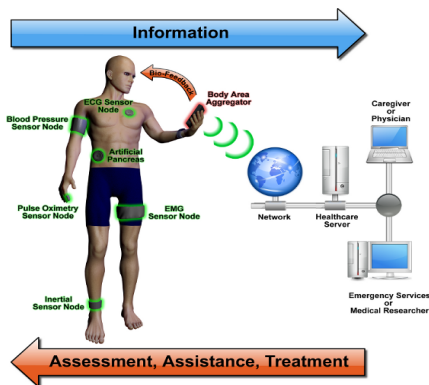 Information
Bio-Feedback
Body Area
Aggregator
ECG Sensor
Node
Blood Pressure
Sensor Node
Artificial
Pancreas
Pulse Oximetry
Sensor Node
EMG
Sensor Node
Inertial
Sensor Node
Caregiver
or
Physician
Network
Healthcare
Server
Emergency Services
or
Medical Researcher
Assessment, Assistance, Treatment